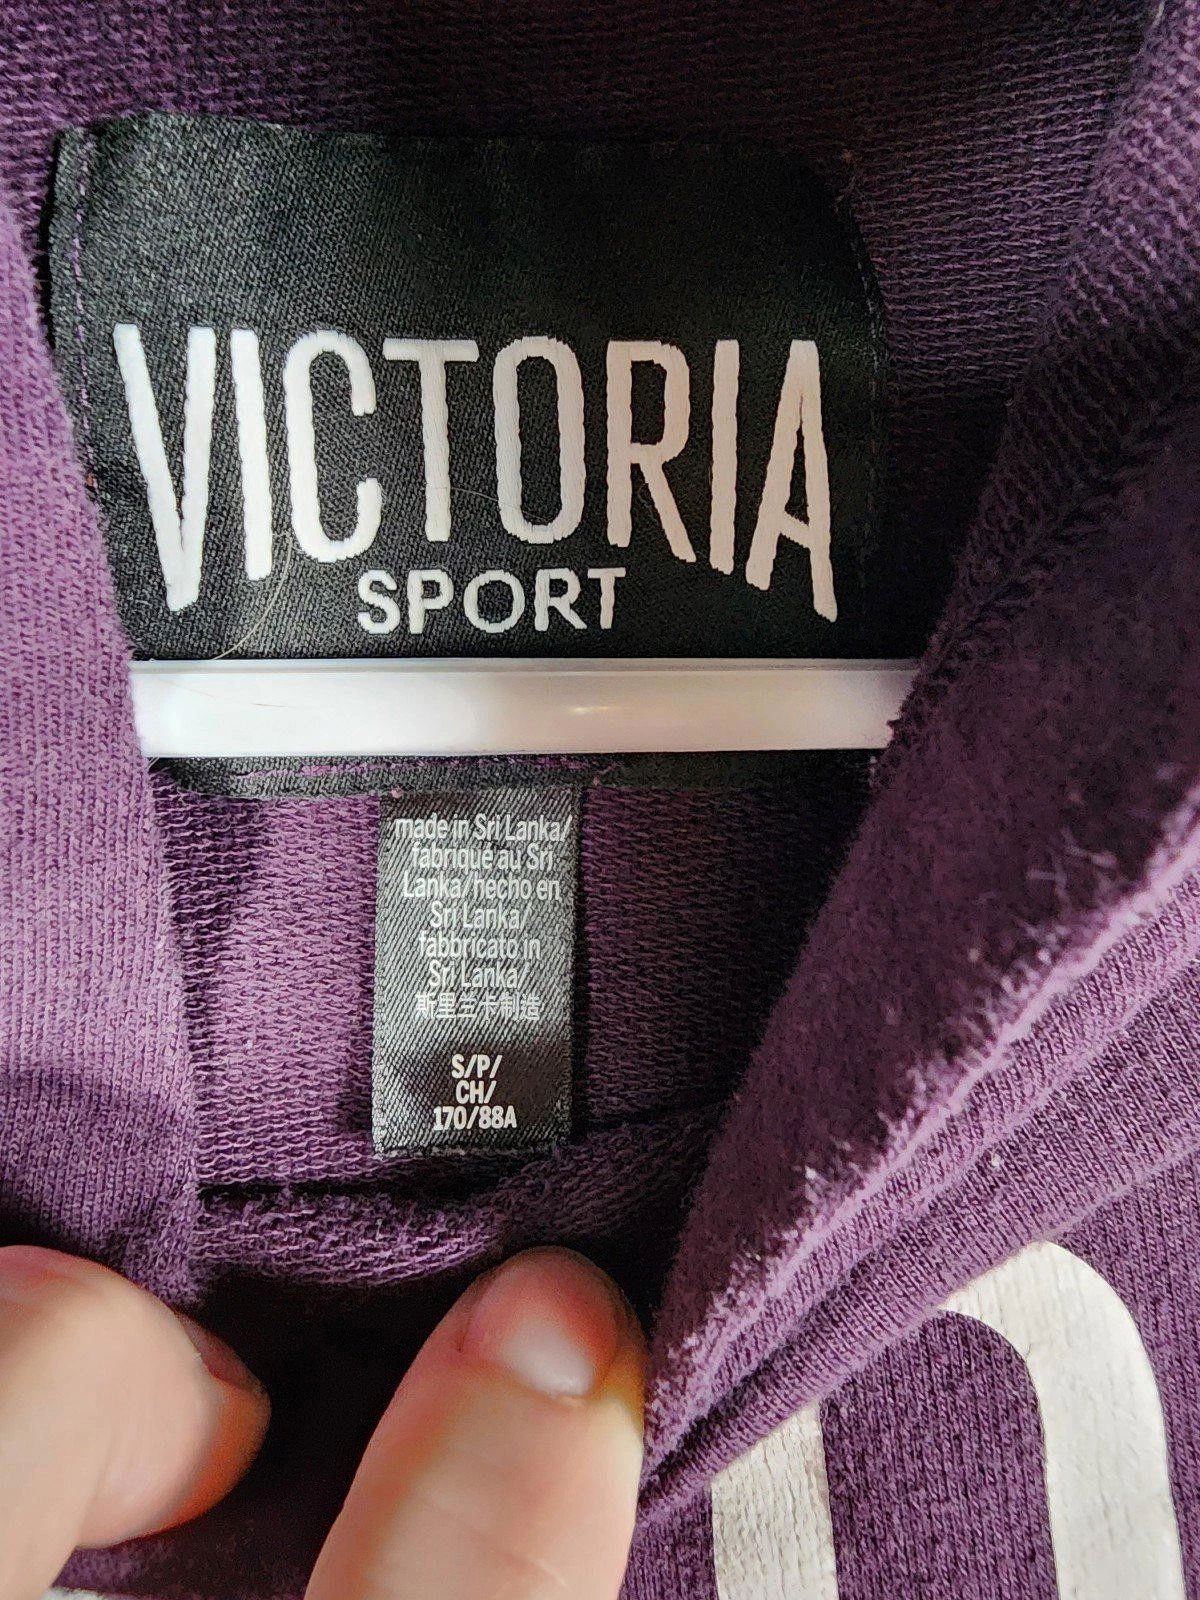 VICTORIA
SPORT
made in Sri Lanka/
fabrique au Sri
Lanka/hecho en
Sri Lanka/
fabbricato in
Sri Lanka/
斯里兰卡制造
S/P/
CH/
170/88A